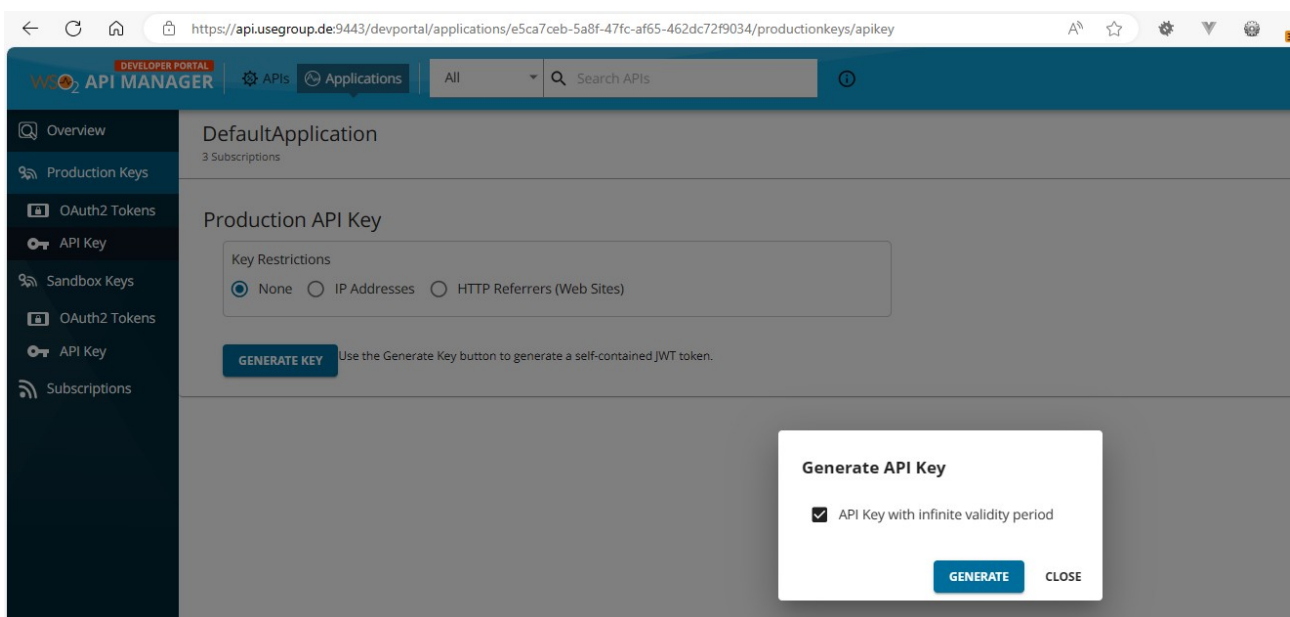 https://api.usegroup.de:9443/devportal/applications/e5ca7ceb-5a8f-47fc-af65-462dc72f9034/productionkeys/apikey
DEVELOPER PORTAL
WSO2 API MANAGER
APIs
Applications
All
Search APIs
Overview
Production Keys
OAuth2 Tokens
API Key
Sandbox Keys
OAuth2 Tokens
API Key
Subscriptions
DefaultApplication
3 Subscriptions
Production API Key
Key Restrictions
None
IP Addresses
HTTP Referrers (Web Sites)
GENERATE KEY
Use the Generate Key button to generate a self-contained JWT token.
Generate API Key
API Key with infinite validity period
GENERATE
CLOSE